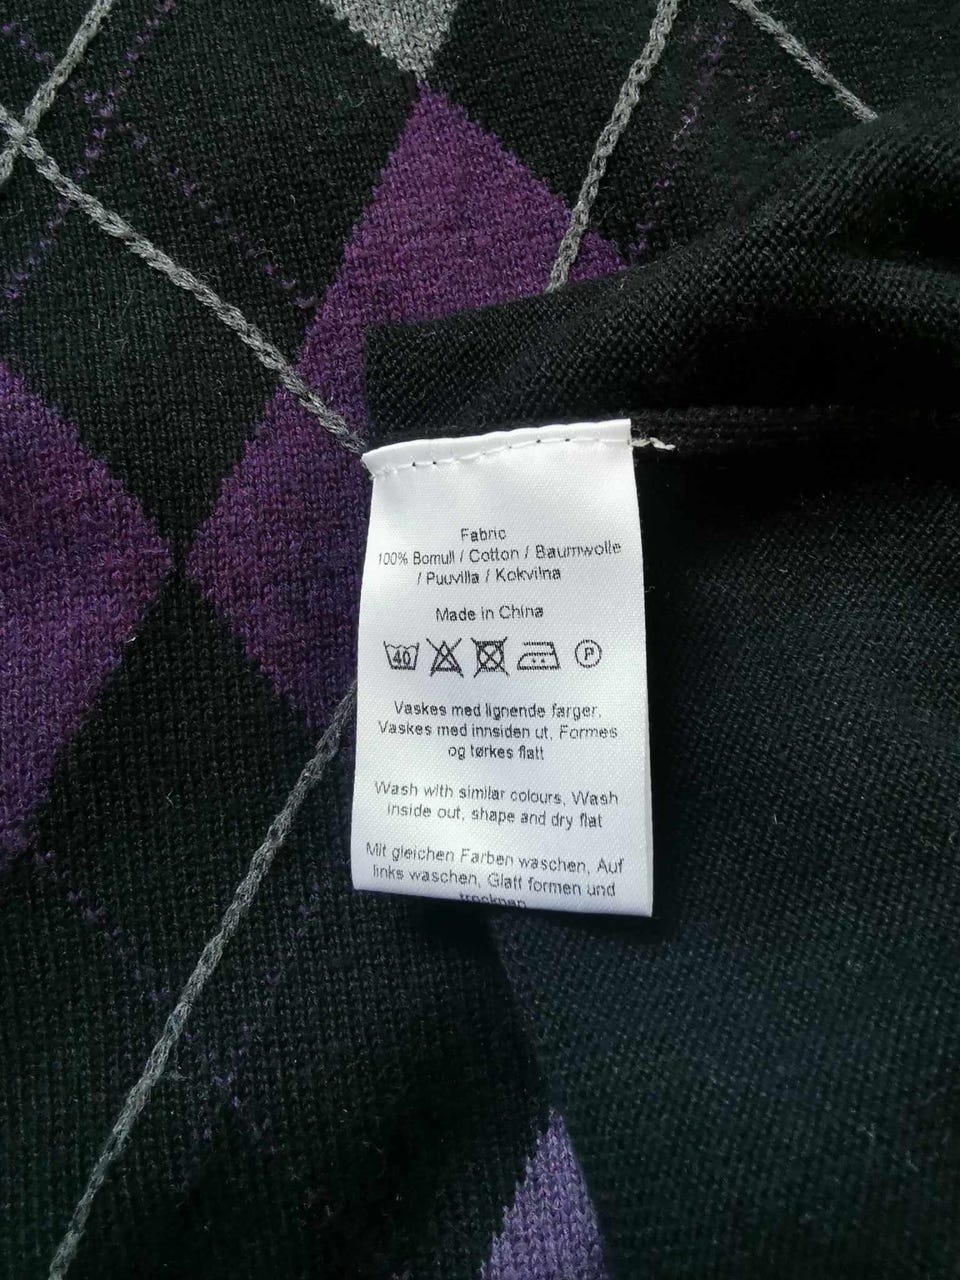 Fabric
100% Bomull / Cotton / Baumwolle
/ Puuvilla / Kokvilna
Made in China
40 P
Vaskes med lignende farger,
Vaskes med innsiden ut, Formes
og tørkes flatt
Wash with similar colours, Wash
inside out, shape and dry flat
Mit gleichen Farben waschen, Auf
links waschen, Glatt formen und
trocknen